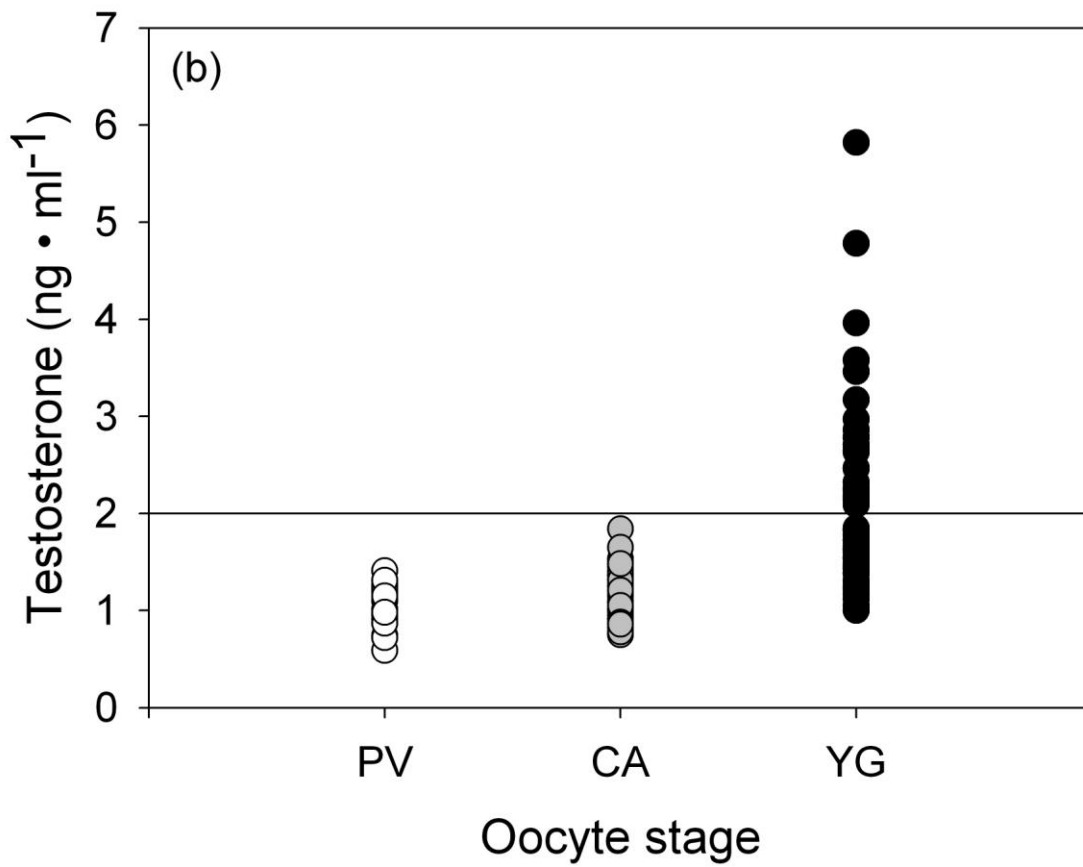 (b)
7
6
5
4
3
2
1
0
Testosterone (ng • ml⁻¹)
PV CA YG
Oocyte stage